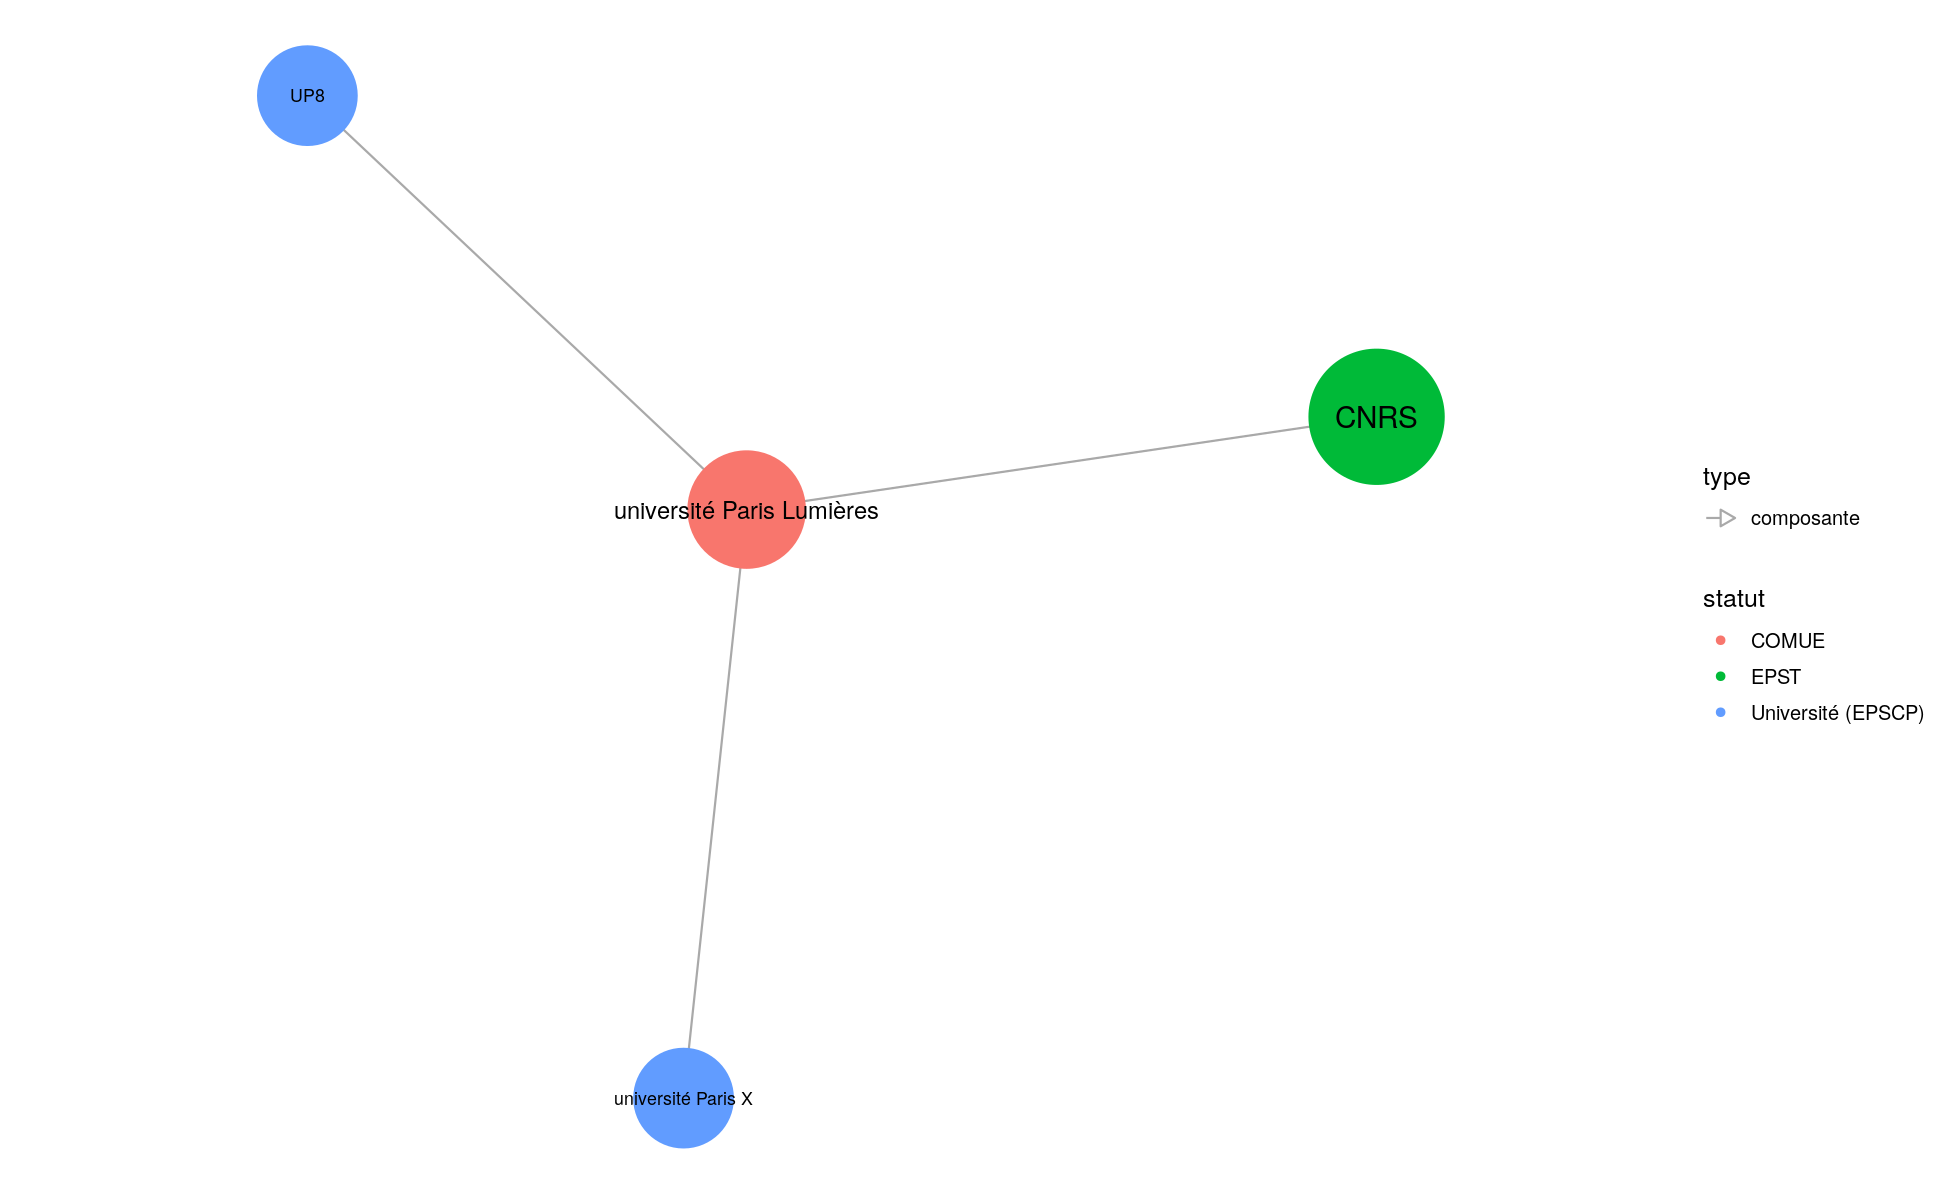 UP8
CNRS
université Paris Lumières
université Paris X
type
composante
statut
COMUE
EPST
Université (EPSCP)